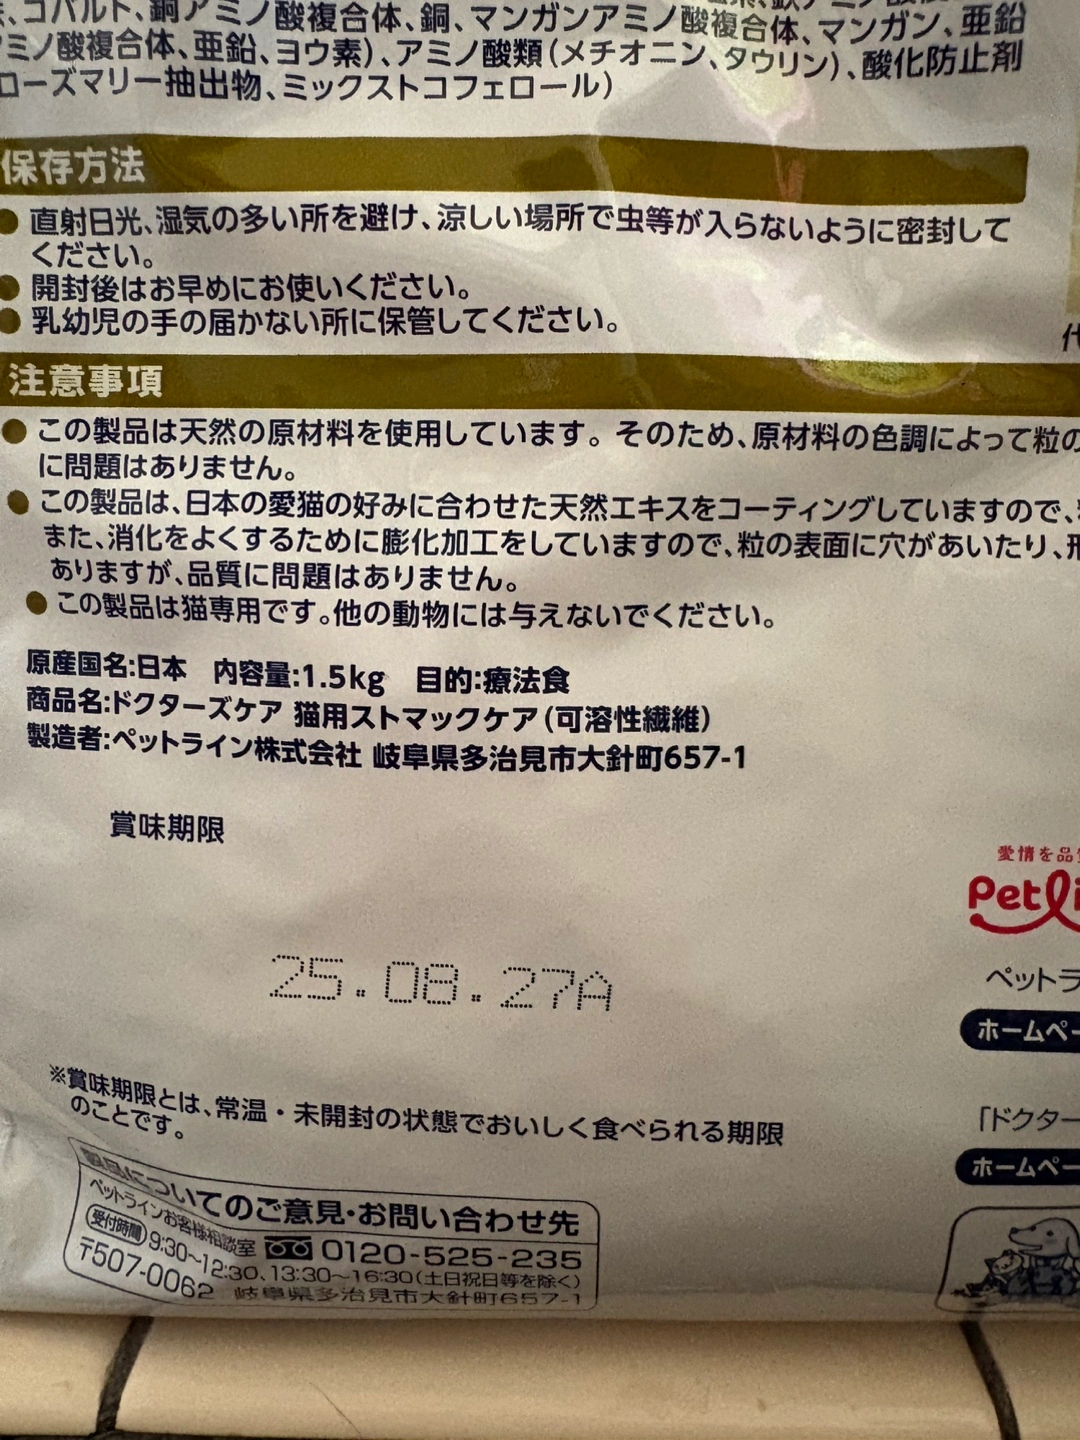 、コバルト、銅アミノ酸複合体、銅、マンガンアミノ酸複合体、マンガン、亜鉛
アミノ酸複合体、亜鉛、ヨウ素)、アミノ酸類(メチオニン、タウリン)、酸化防止剤
ローズマリー抽出物、ミックストコフェロール)
保存方法
● 直射日光、湿気の多い所を避け、涼しい場所で虫等が入らないように密封して
ください。
● 開封後はお早めにお使いください。
● 乳幼児の手の届かない所に保管してください。
注意事項
● この製品は天然の原材料を使用しています。そのため、原材料の色調によって粒の
に問題はありません。
● この製品は、日本の愛猫の好みに合わせた天然エキスをコーティングしていますので、
また、消化をよくするために膨化加工をしていますので、粒の表面に穴があいたり、形
ありますが、品質に問題はありません。
● この製品は猫専用です。他の動物には与えないでください。
原産国名:日本 内容量:1.5kg 目的:療法食
商品名:ドクターズケア 猫用ストマックケア(可溶性繊維)
製造者:ペットライン株式会社 岐阜県多治見市大針町657-1
賞味期限
25.08.27A
※賞味期限とは、常温・未開封の状態でおいしく食べられる期限
のことです。
製品についてのご意見・お問い合わせ先
ペットラインお客様相談室 0120-525-235
受付時間 9:30~12:30、13:30~16:30(土日祝日等を除く)
〒507-0062 岐阜県多治見市大針町657-1
代
愛情を品
Petli
ペットラ
ホームペー
「ドクター
ホームペー